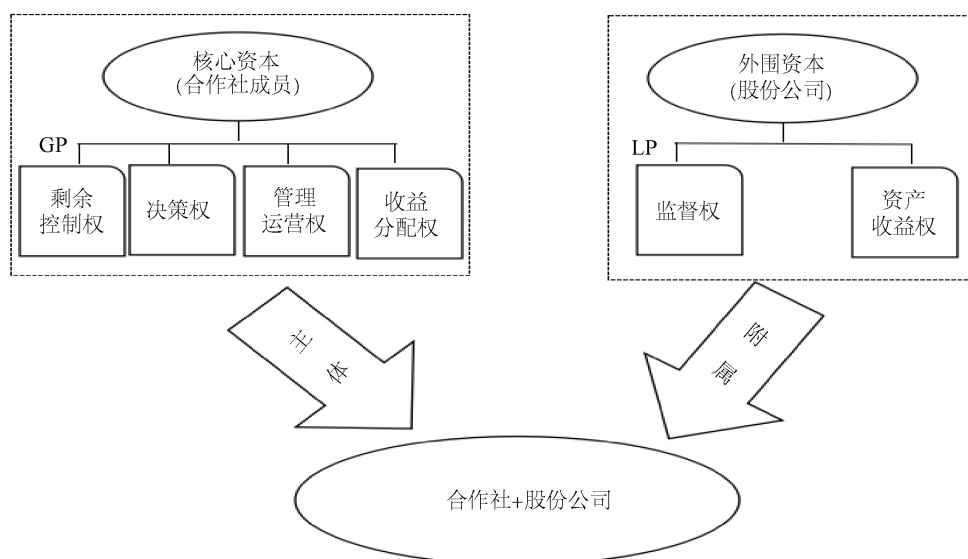 核心资本
(合作社成员)
GP
剩余
控制权
决策权
管理
运营权
收益
分配权
外围资本
(股份公司)
LP
监督权
资产
收益权
主
体
附
属
合作社+股份公司